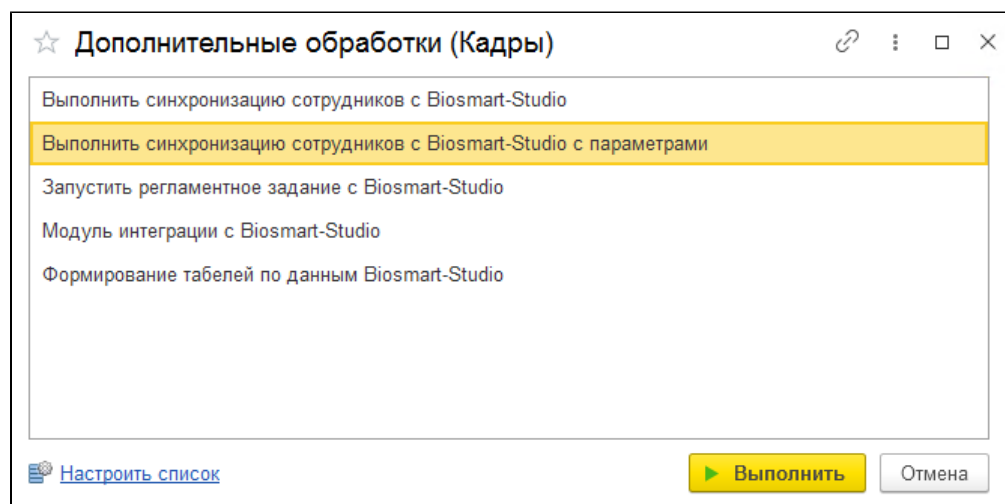 Дополнительные обработки (Кадры)
Выполнить синхронизацию сотрудников с Biosmart-Studio
Выполнить синхронизацию сотрудников с Biosmart-Studio с параметрами
Запустить регламентное задание с Biosmart-Studio
Модуль интеграции с Biosmart-Studio
Формирование табелей по данным Biosmart-Studio
Настроить список
Выполнить
Отмена